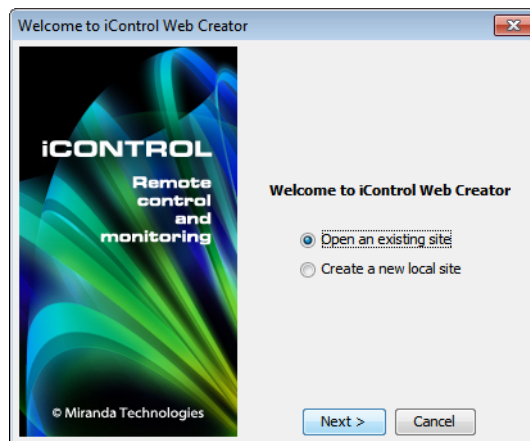 Welcome to iControl Web Creator
iCONTROL
Remote
control
and
monitoring
© Miranda Technologies
Welcome to iControl Web Creator
Open an existing site
Create a new local site
Next >
Cancel